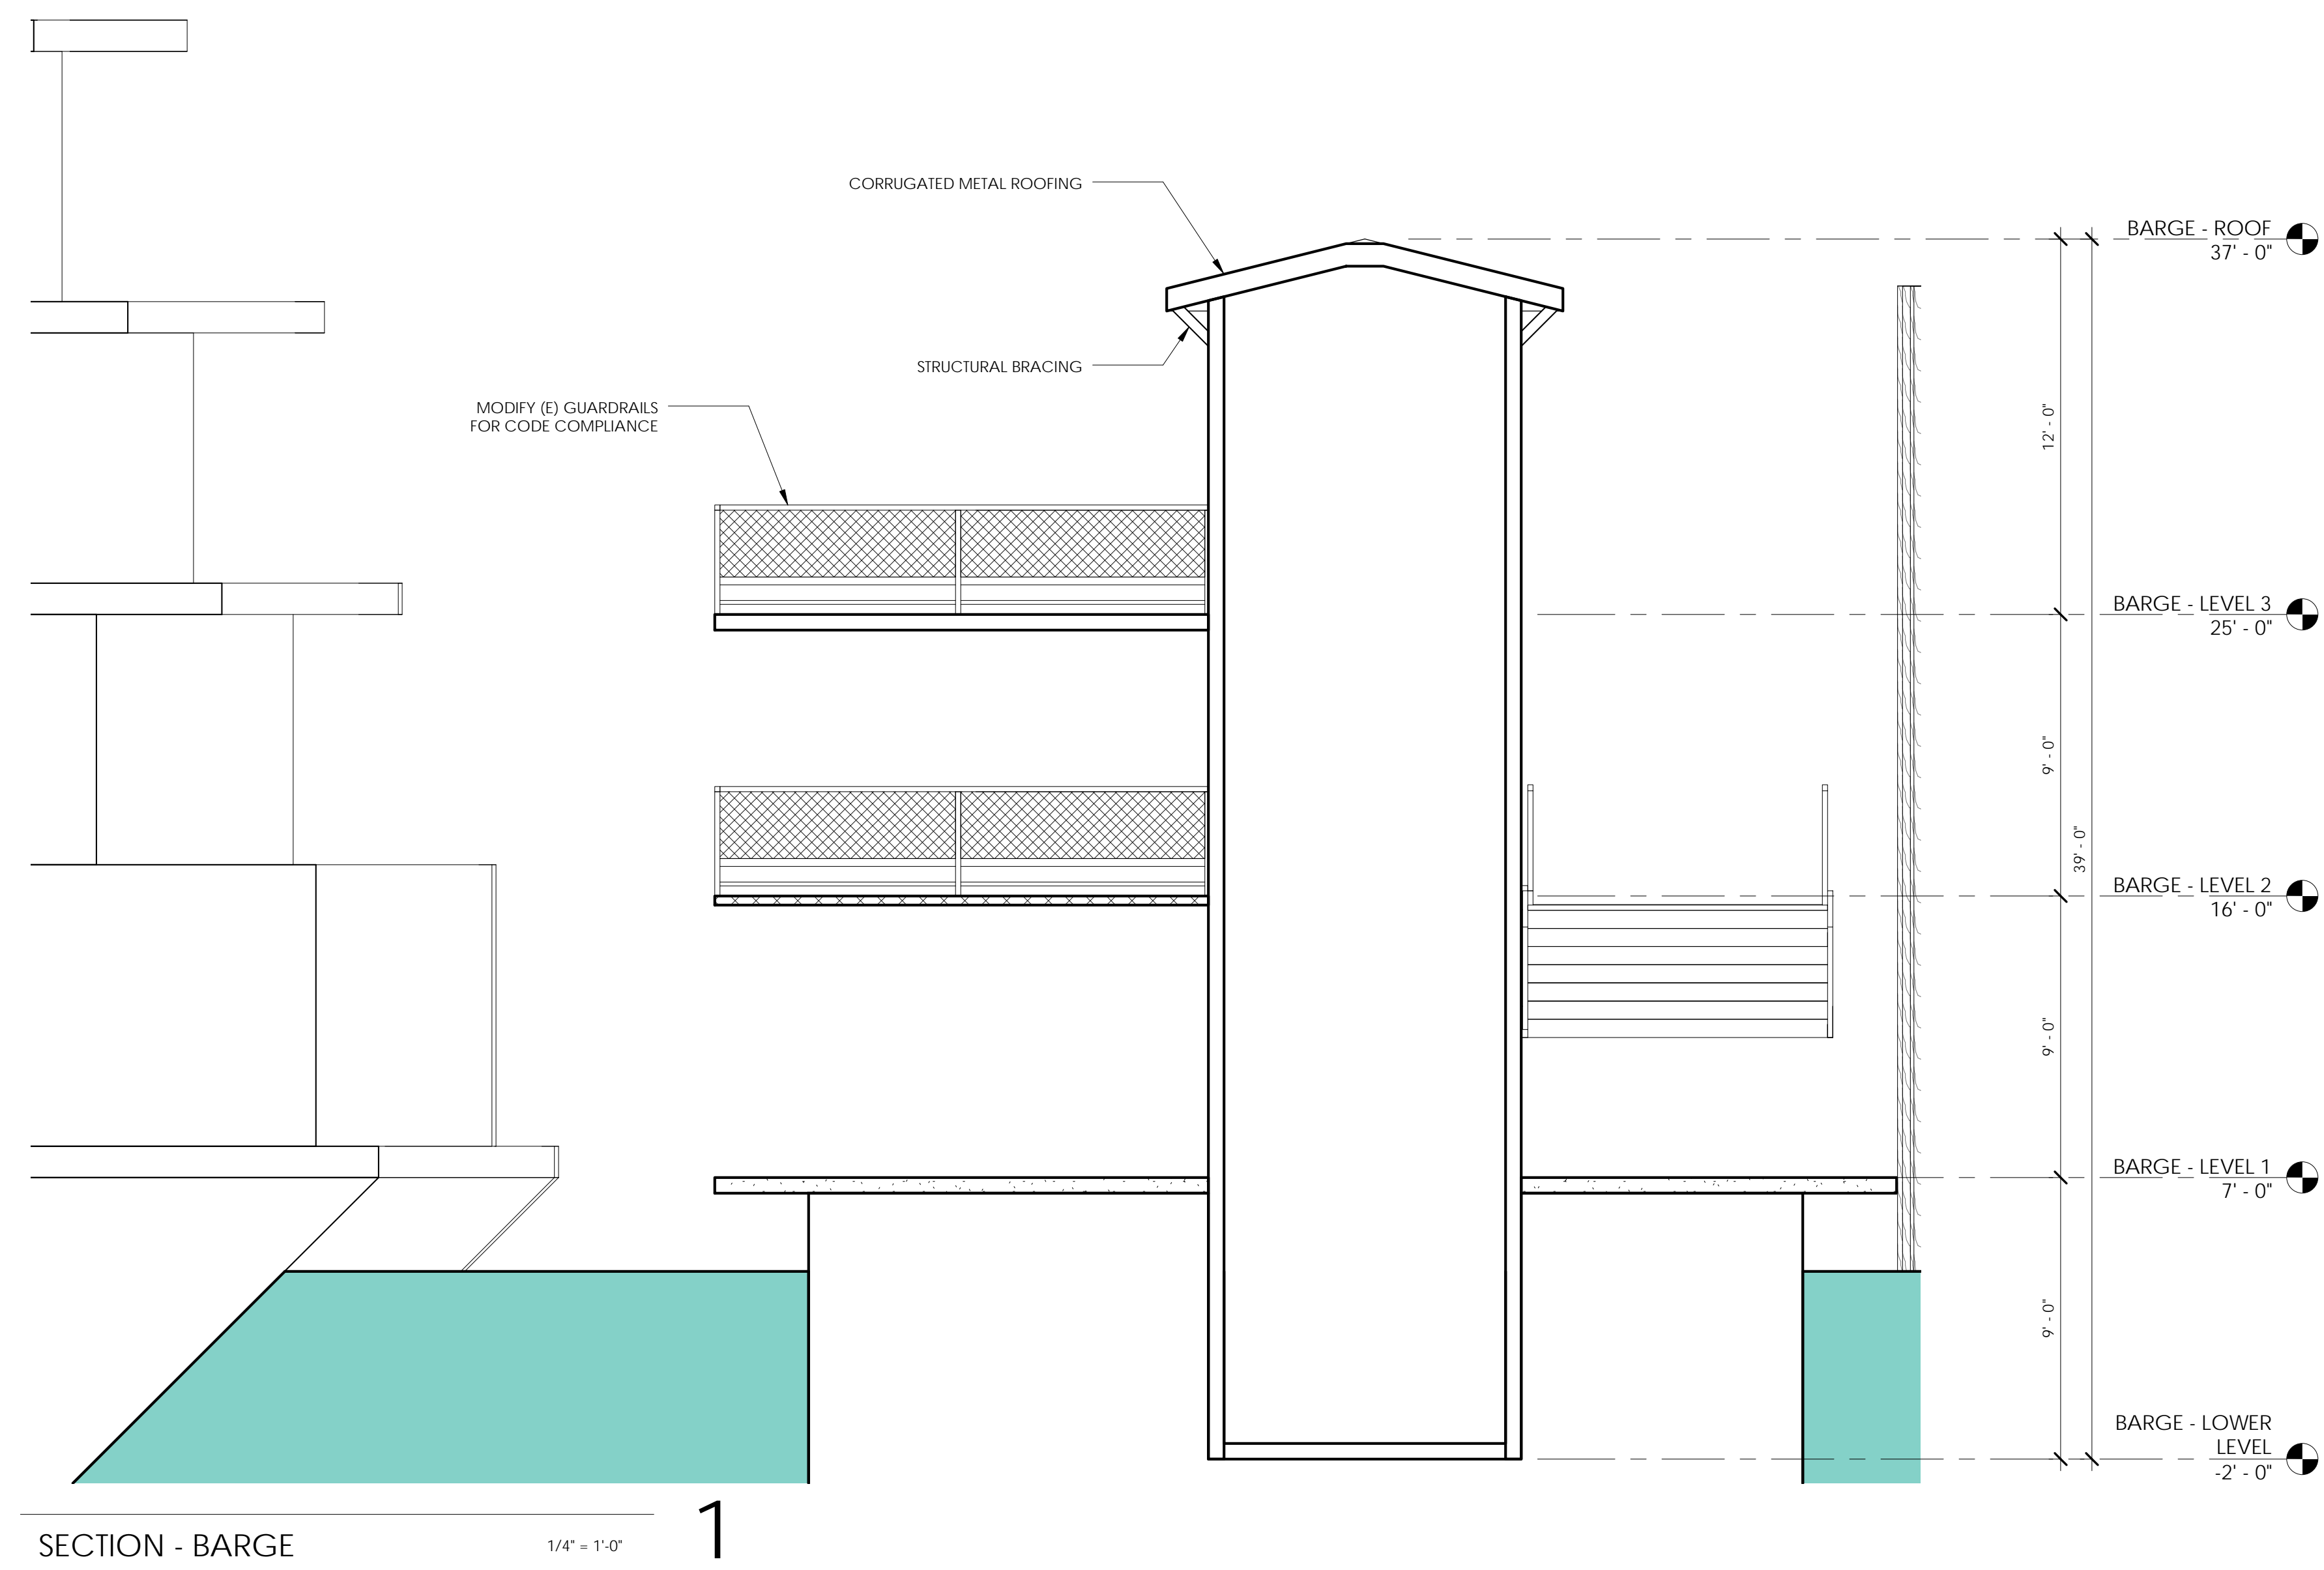 CORRUGATED METAL ROOFING
STRUCTURAL BRACING
MODIFY (E) GUARDRAILS
FOR CODE COMPLIANCE
BARGE - ROOF
37' - 0"
12' - 0"
BARGE - LEVEL 3
25' - 0"
9' - 0"
39' - 0"
BARGE - LEVEL 2
16' - 0"
9' - 0"
BARGE - LEVEL 1
7' - 0"
9' - 0"
BARGE - LOWER
LEVEL
-2' - 0"
SECTION - BARGE
1/4" = 1'-0"
1